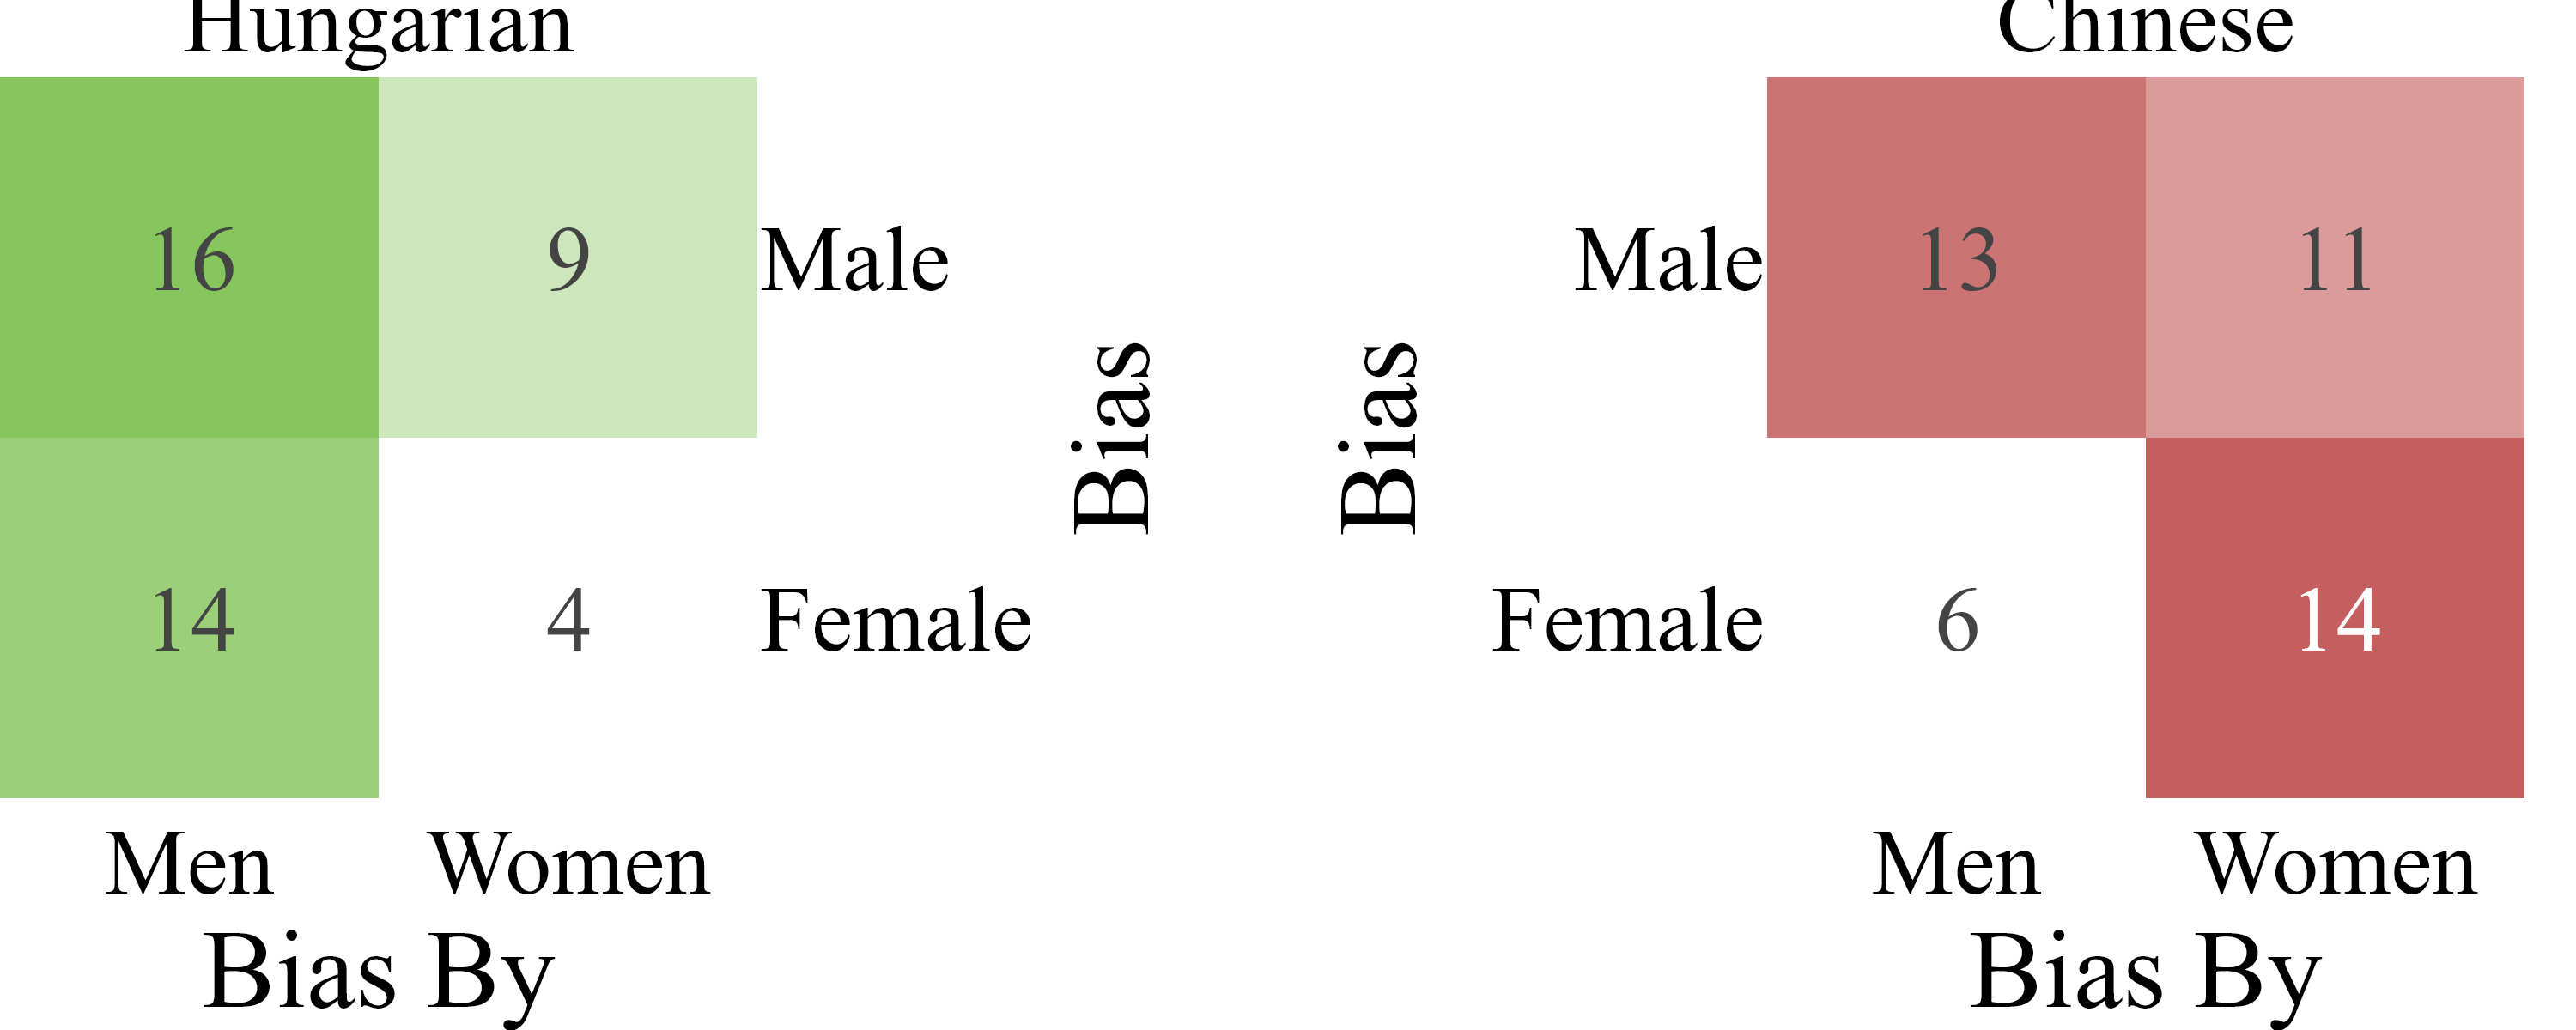 Hungarian
Chinese
16 9 Male
Male 13 11
Bias
Bias
14 4 Female
Female 6 14
Men Women
Men Women
Bias By
Bias By